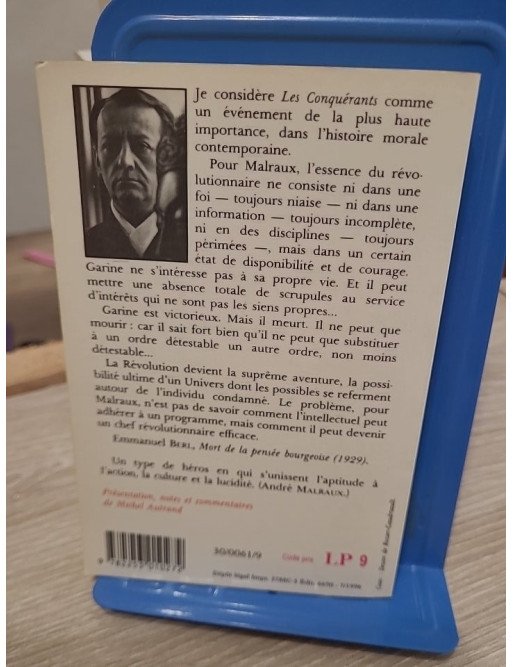 Je considère Les Conquérants comme
un événement de la plus haute
importance, dans l'histoire morale
contemporaine.
Pour Malraux, l'essence du révo-
lutionnaire ne consiste ni dans une
foi — toujours niaise — ni dans une
information — toujours incomplète,
ni en des disciplines — toujours
périmées —, mais dans un certain
état de disponibilité et de courage.
Garine ne s'intéresse pas à sa propre vie. Et il peut
mettre une absence totale de scrupules au service
d'intérêts qui ne sont pas les siens propres...
Garine est victorieux. Mais il meurt. Il ne peut que
mourir : car il sait fort bien qu'il ne peut que substituer
à un ordre détestable un autre ordre, non moins
détestable...
La Révolution devient la suprême aventure, la possi-
bilité ultime d'un Univers dont les possibles se referment
autour de l'individu condamné. Le problème, pour
Malraux, n'est pas de savoir comment l'intellectuel peut
adhérer à un programme, mais comment il peut devenir
un chef révolutionnaire efficace.
Emmanuel BERL, Mort de la pensée bourgeoise (1929).
Un type de héros en qui s'unissent l'aptitude à
l'action, la culture et la lucidité. (André MALRAUX.)
Présentation, notes et commentaires
de Michel Autrand
30/0061/9
Code prix LP 9